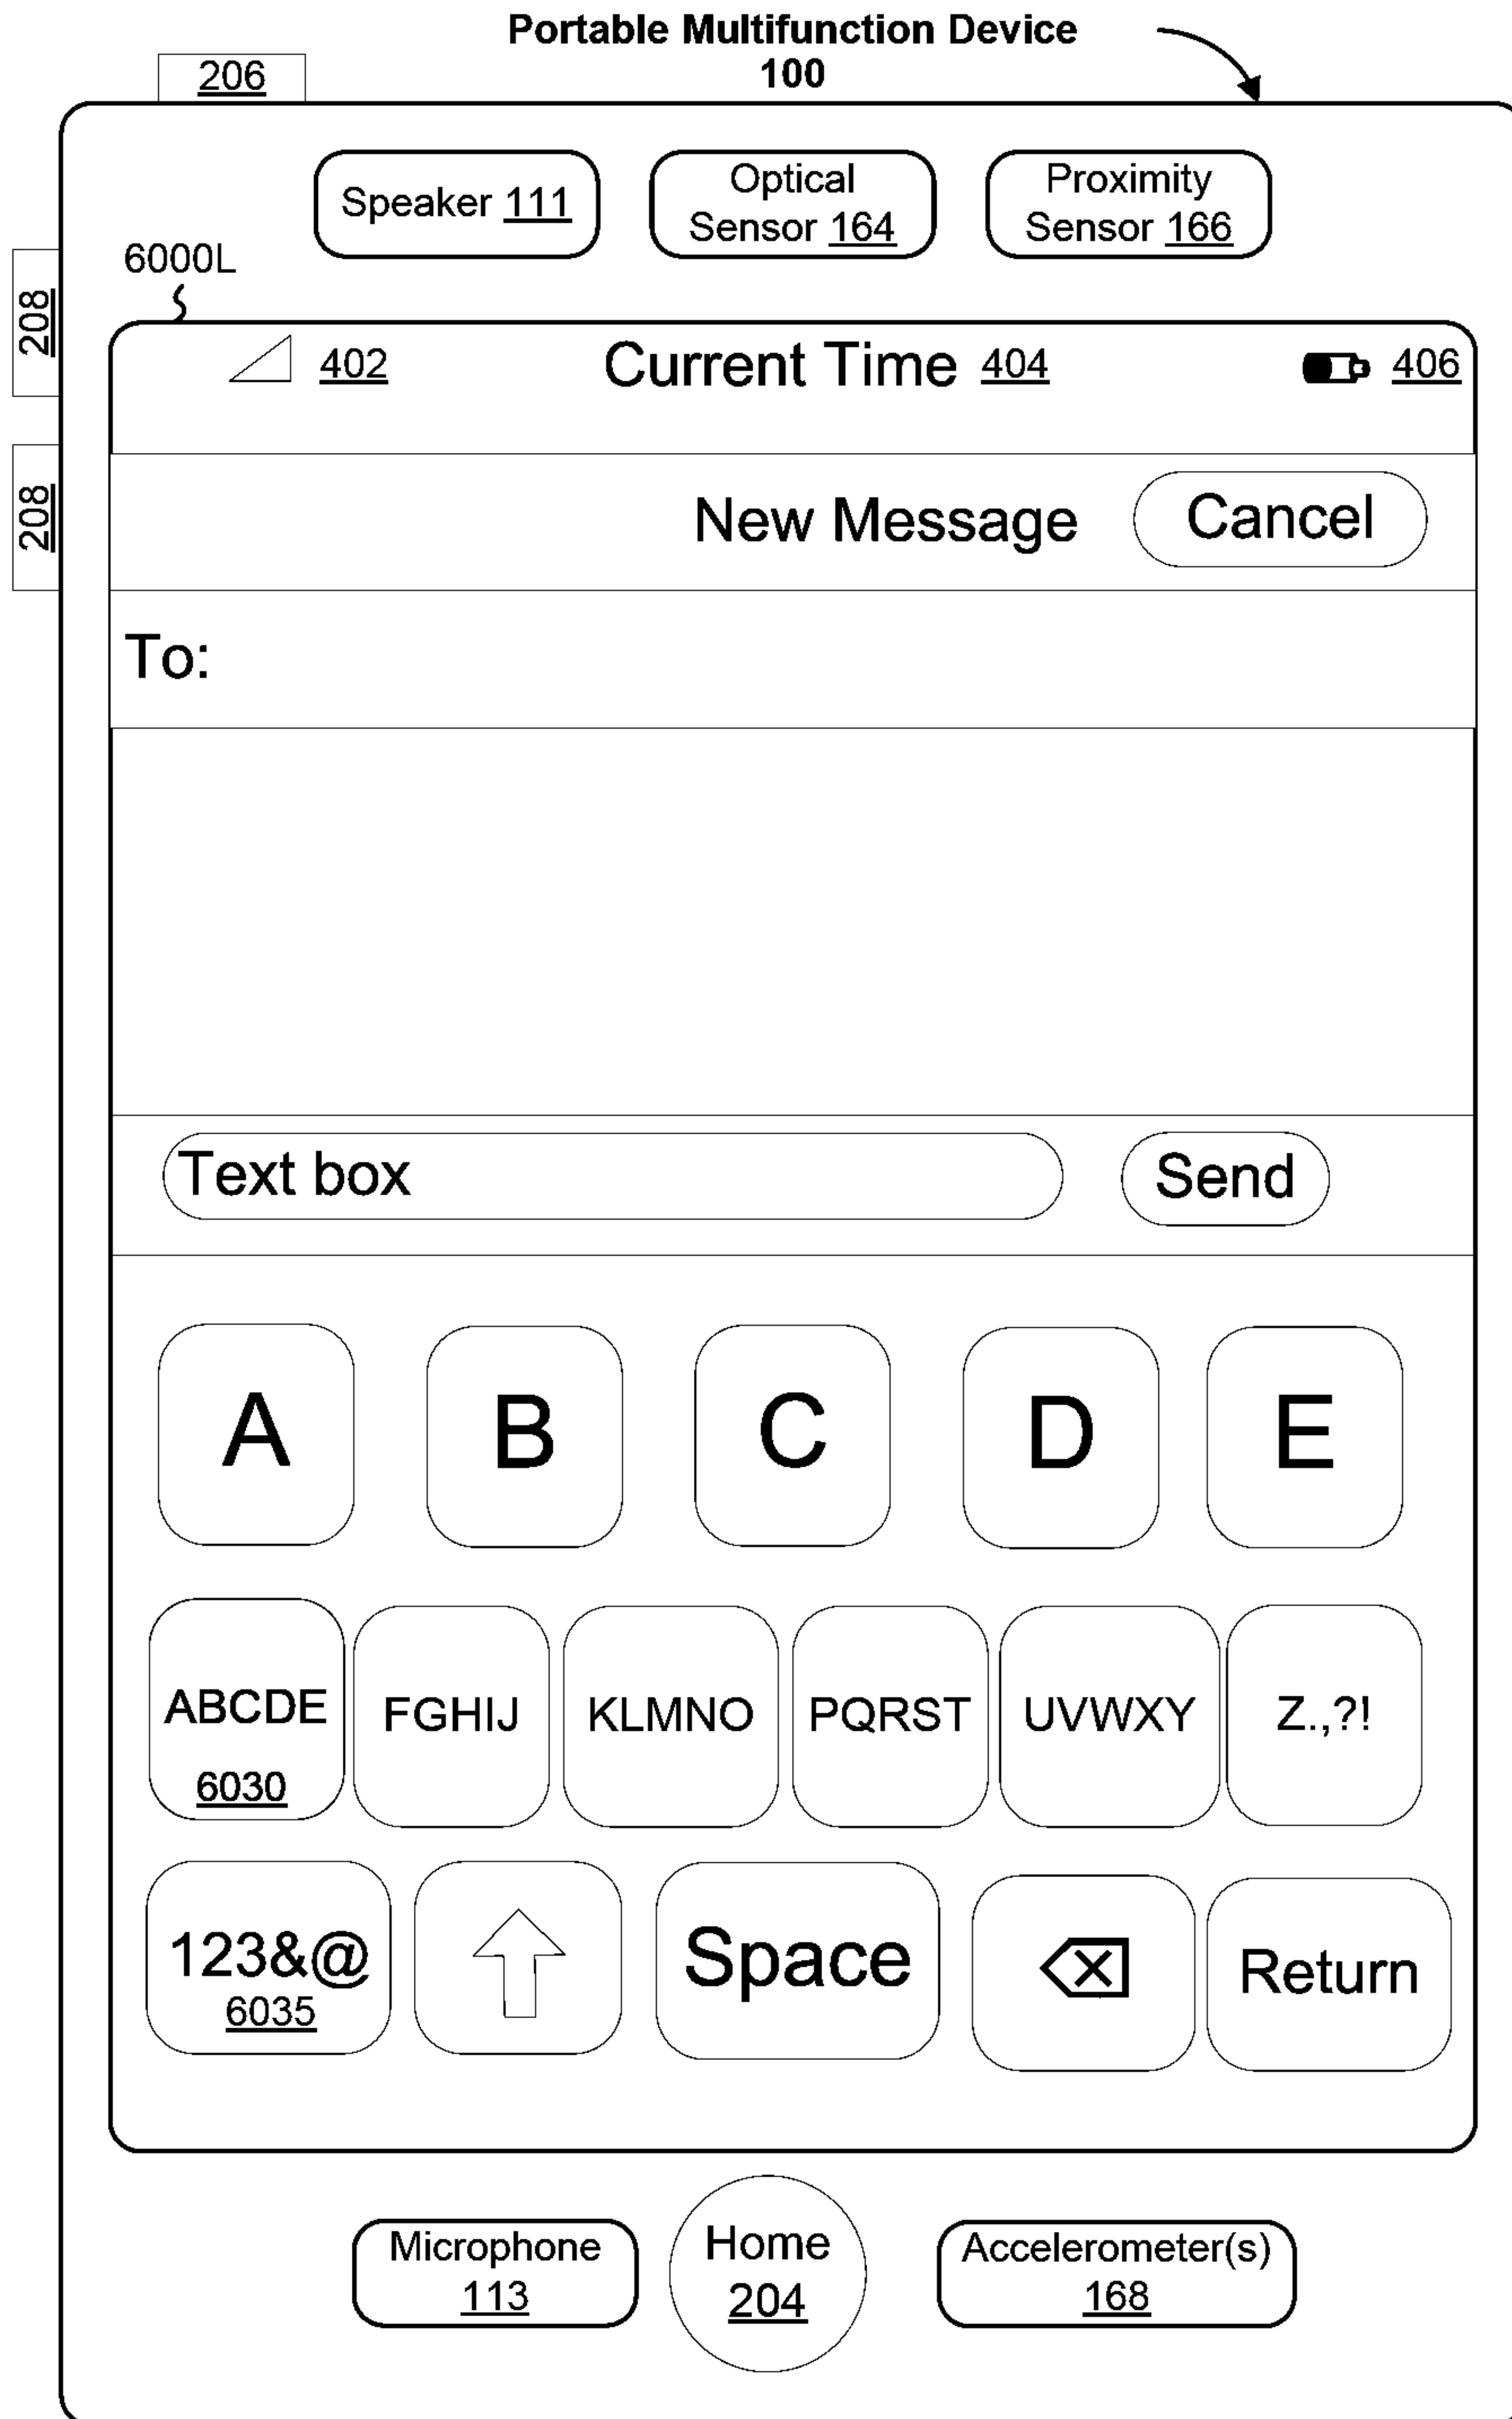 Portable Multifunction Device
100
206
Speaker 111
Optical
Sensor 164
Proximity
Sensor 166
6000L
208
208
402
Current Time 404
406
New Message
Cancel
To:
Text box
Send
A
B
C
D
E
ABCDE
6030
FGHIJ
KLMNO
PQRST
UVWXY
Z.,?!
123&@
6035
Space
Return
Microphone
113
Home
204
Accelerometer(s)
168